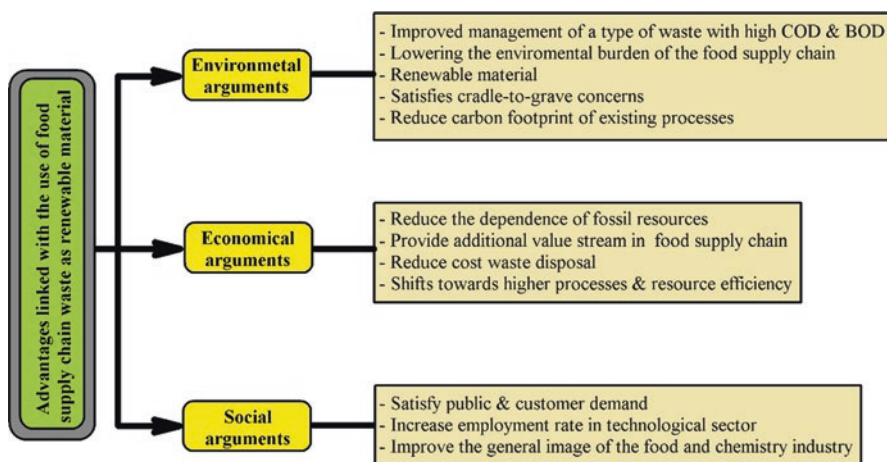 Advantages linked with the use of food
supply chain waste as renewable material
Environmetal
arguments
- Improved management of a type of waste with high COD & BOD
- Lowering the enviromental burden of the food supply chain
- Renewable material
- Satisfies cradle-to-grave concerns
- Reduce carbon footprint of existing processes
Economical
arguments
- Reduce the dependence of fossil resources
- Provide additional value stream in food supply chain
- Reduce cost waste disposal
- Shifts towards higher processes & resource efficiency
Social
arguments
- Satisfy public & customer demand
- Increase employment rate in technological sector
- Improve the general image of the food and chemistry industry